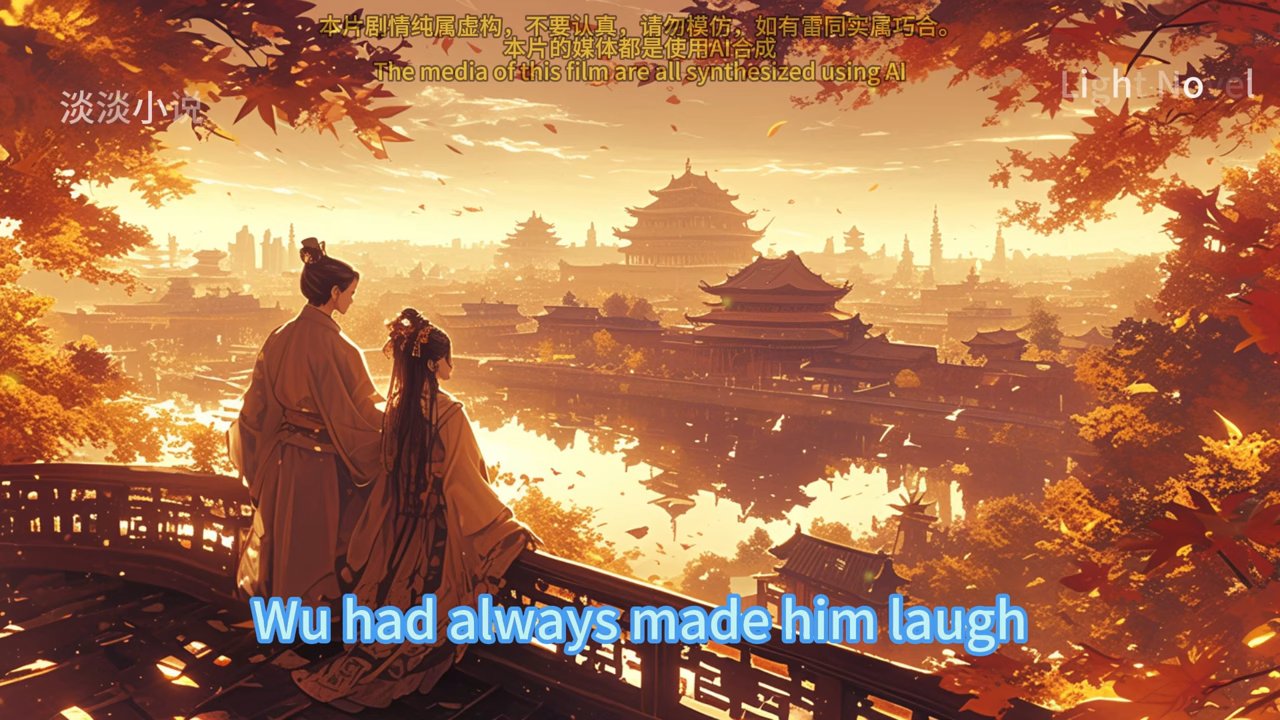 本片剧情纯属虚构，不要认真，请勿模仿，如有雷同实属巧合。
本片的媒体都是使用AI合成
The media of this film are all synthesized using AI
淡淡小说
Light Novel
Wu had always made him laugh